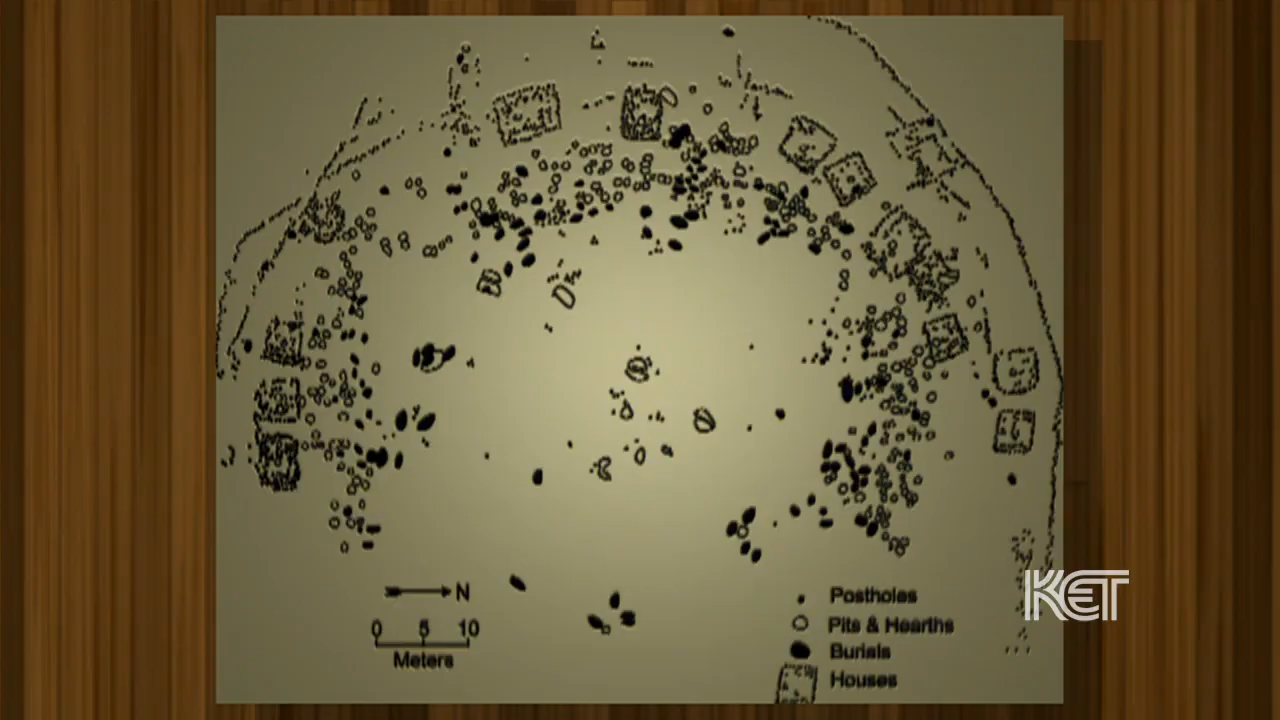 N
0 5 10
Meters
Postholes
Pits & Hearths
Burials
Houses
KET